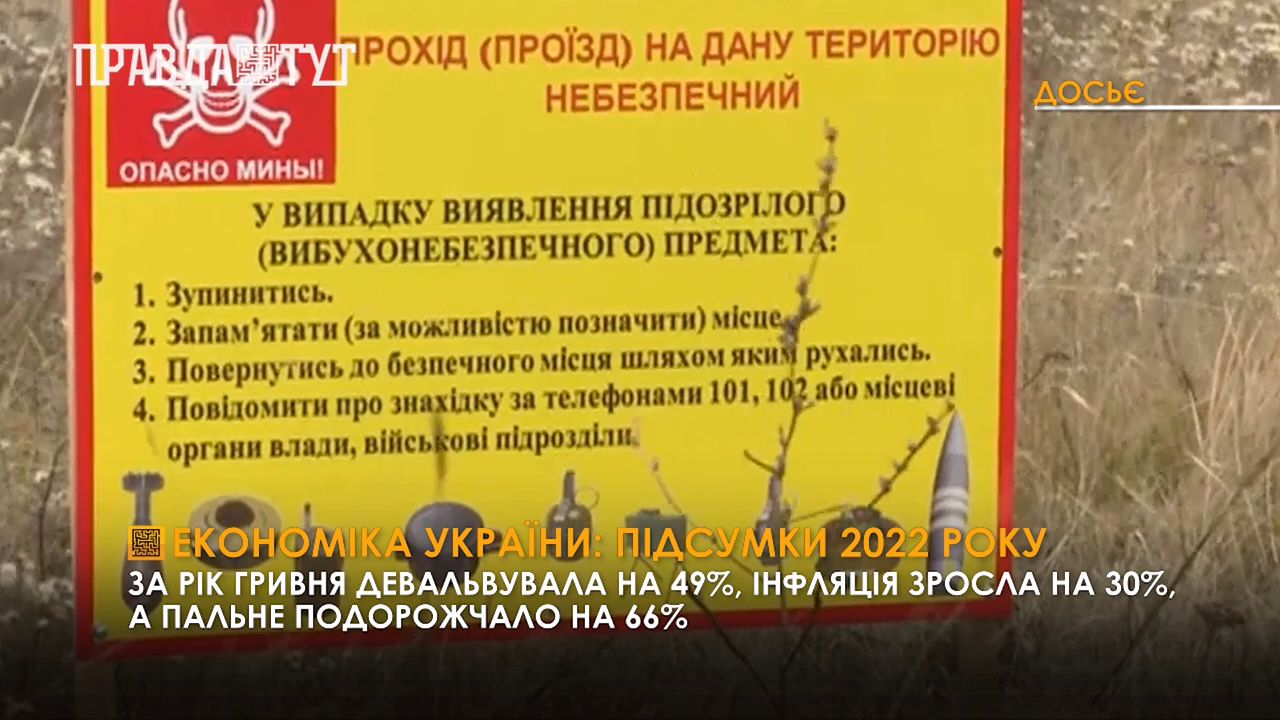 ПРАВДА ТУТ
ПРОХІД (ПРОЇЗД) НА ДАНУ ТЕРИТОРІЮ
НЕБЕЗПЕЧНИЙ
ДОСЬЄ
ОПАСНО МИНЫ!
У ВИПАДКУ ВИЯВЛЕННЯ ПІДОЗРІЛОГО
(ВИБУХОНЕБЕЗПЕЧНОГО) ПРЕДМЕТА:
1. Зупинитись.
2. Запам’ятати (за можливістю позначити) місце.
3. Повернутись до безпечного місця шляхом яким рухались.
4. Повідомити про знахідку за телефонами 101, 102 або місцеві
органи влади, військові підрозділи.
ЕКОНОМІКА УКРАЇНИ: ПІДСУМКИ 2022 РОКУ
ЗА РІК ГРИВНЯ ДЕВАЛЬВУВАЛА НА 49%, ІНФЛЯЦІЯ ЗРОСЛА НА 30%,
А ПАЛЬНЕ ПОДОРОЖЧАЛО НА 66%